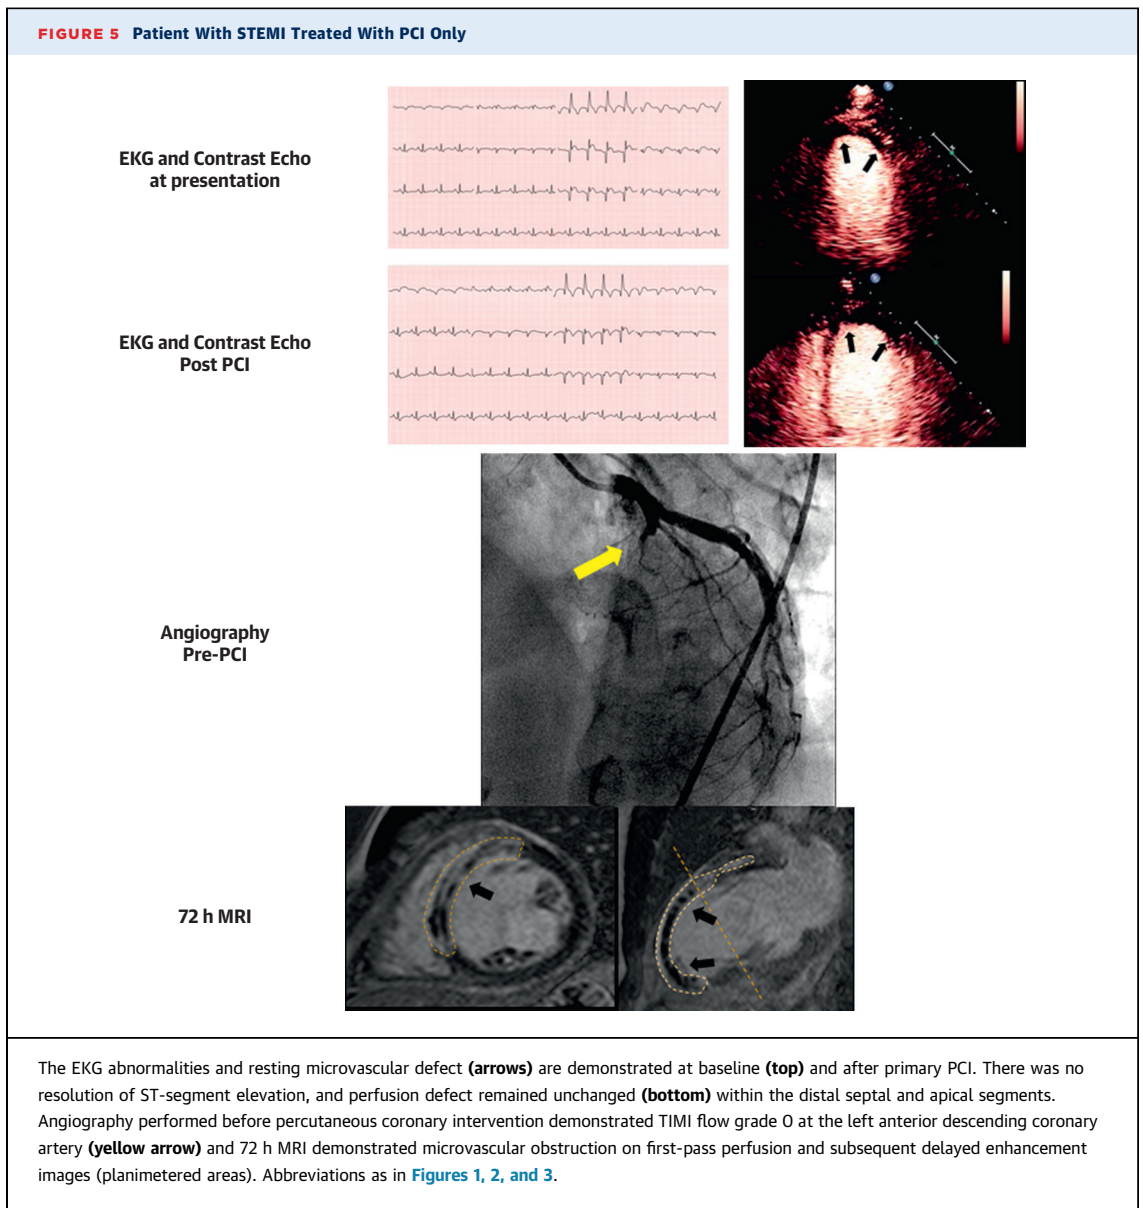 FIGURE 5 Patient With STEMI Treated With PCI Only
EKG and Contrast Echo
at presentation
EKG and Contrast Echo
Post PCI
Angiography
Pre-PCI
72 h MRI
The EKG abnormalities and resting microvascular defect (arrows) are demonstrated at baseline (top) and after primary PCI. There was no
resolution of ST-segment elevation, and perfusion defect remained unchanged (bottom) within the distal septal and apical segments.
Angiography performed before percutaneous coronary intervention demonstrated TIMI flow grade 0 at the left anterior descending coronary
artery (yellow arrow) and 72 h MRI demonstrated microvascular obstruction on first-pass perfusion and subsequent delayed enhancement
images (planimetered areas). Abbreviations as in Figures 1, 2, and 3.